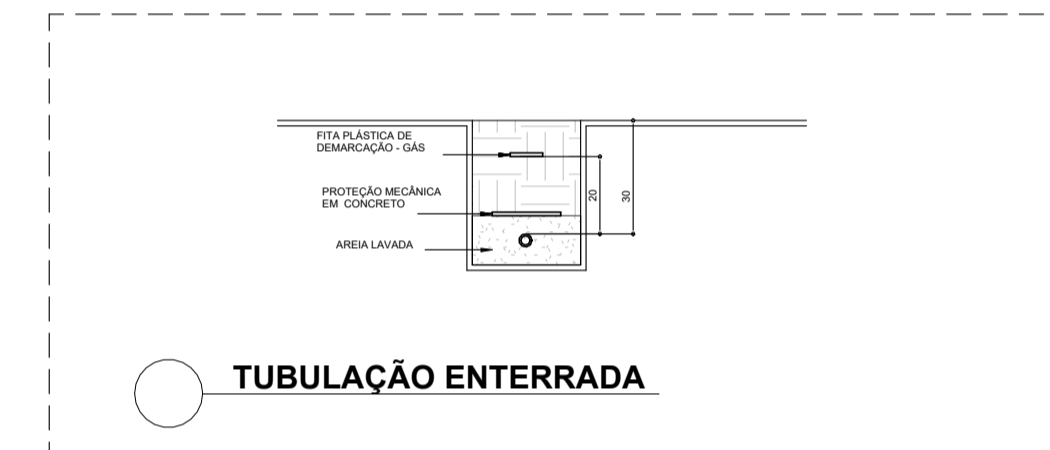 FITA PLÁSTICA DE
DEMARCAÇÃO - GÁS
PROTEÇÃO MECÂNICA
EM CONCRETO
AREIA LAVADA
20
30
TUBULAÇÃO ENTERRADA